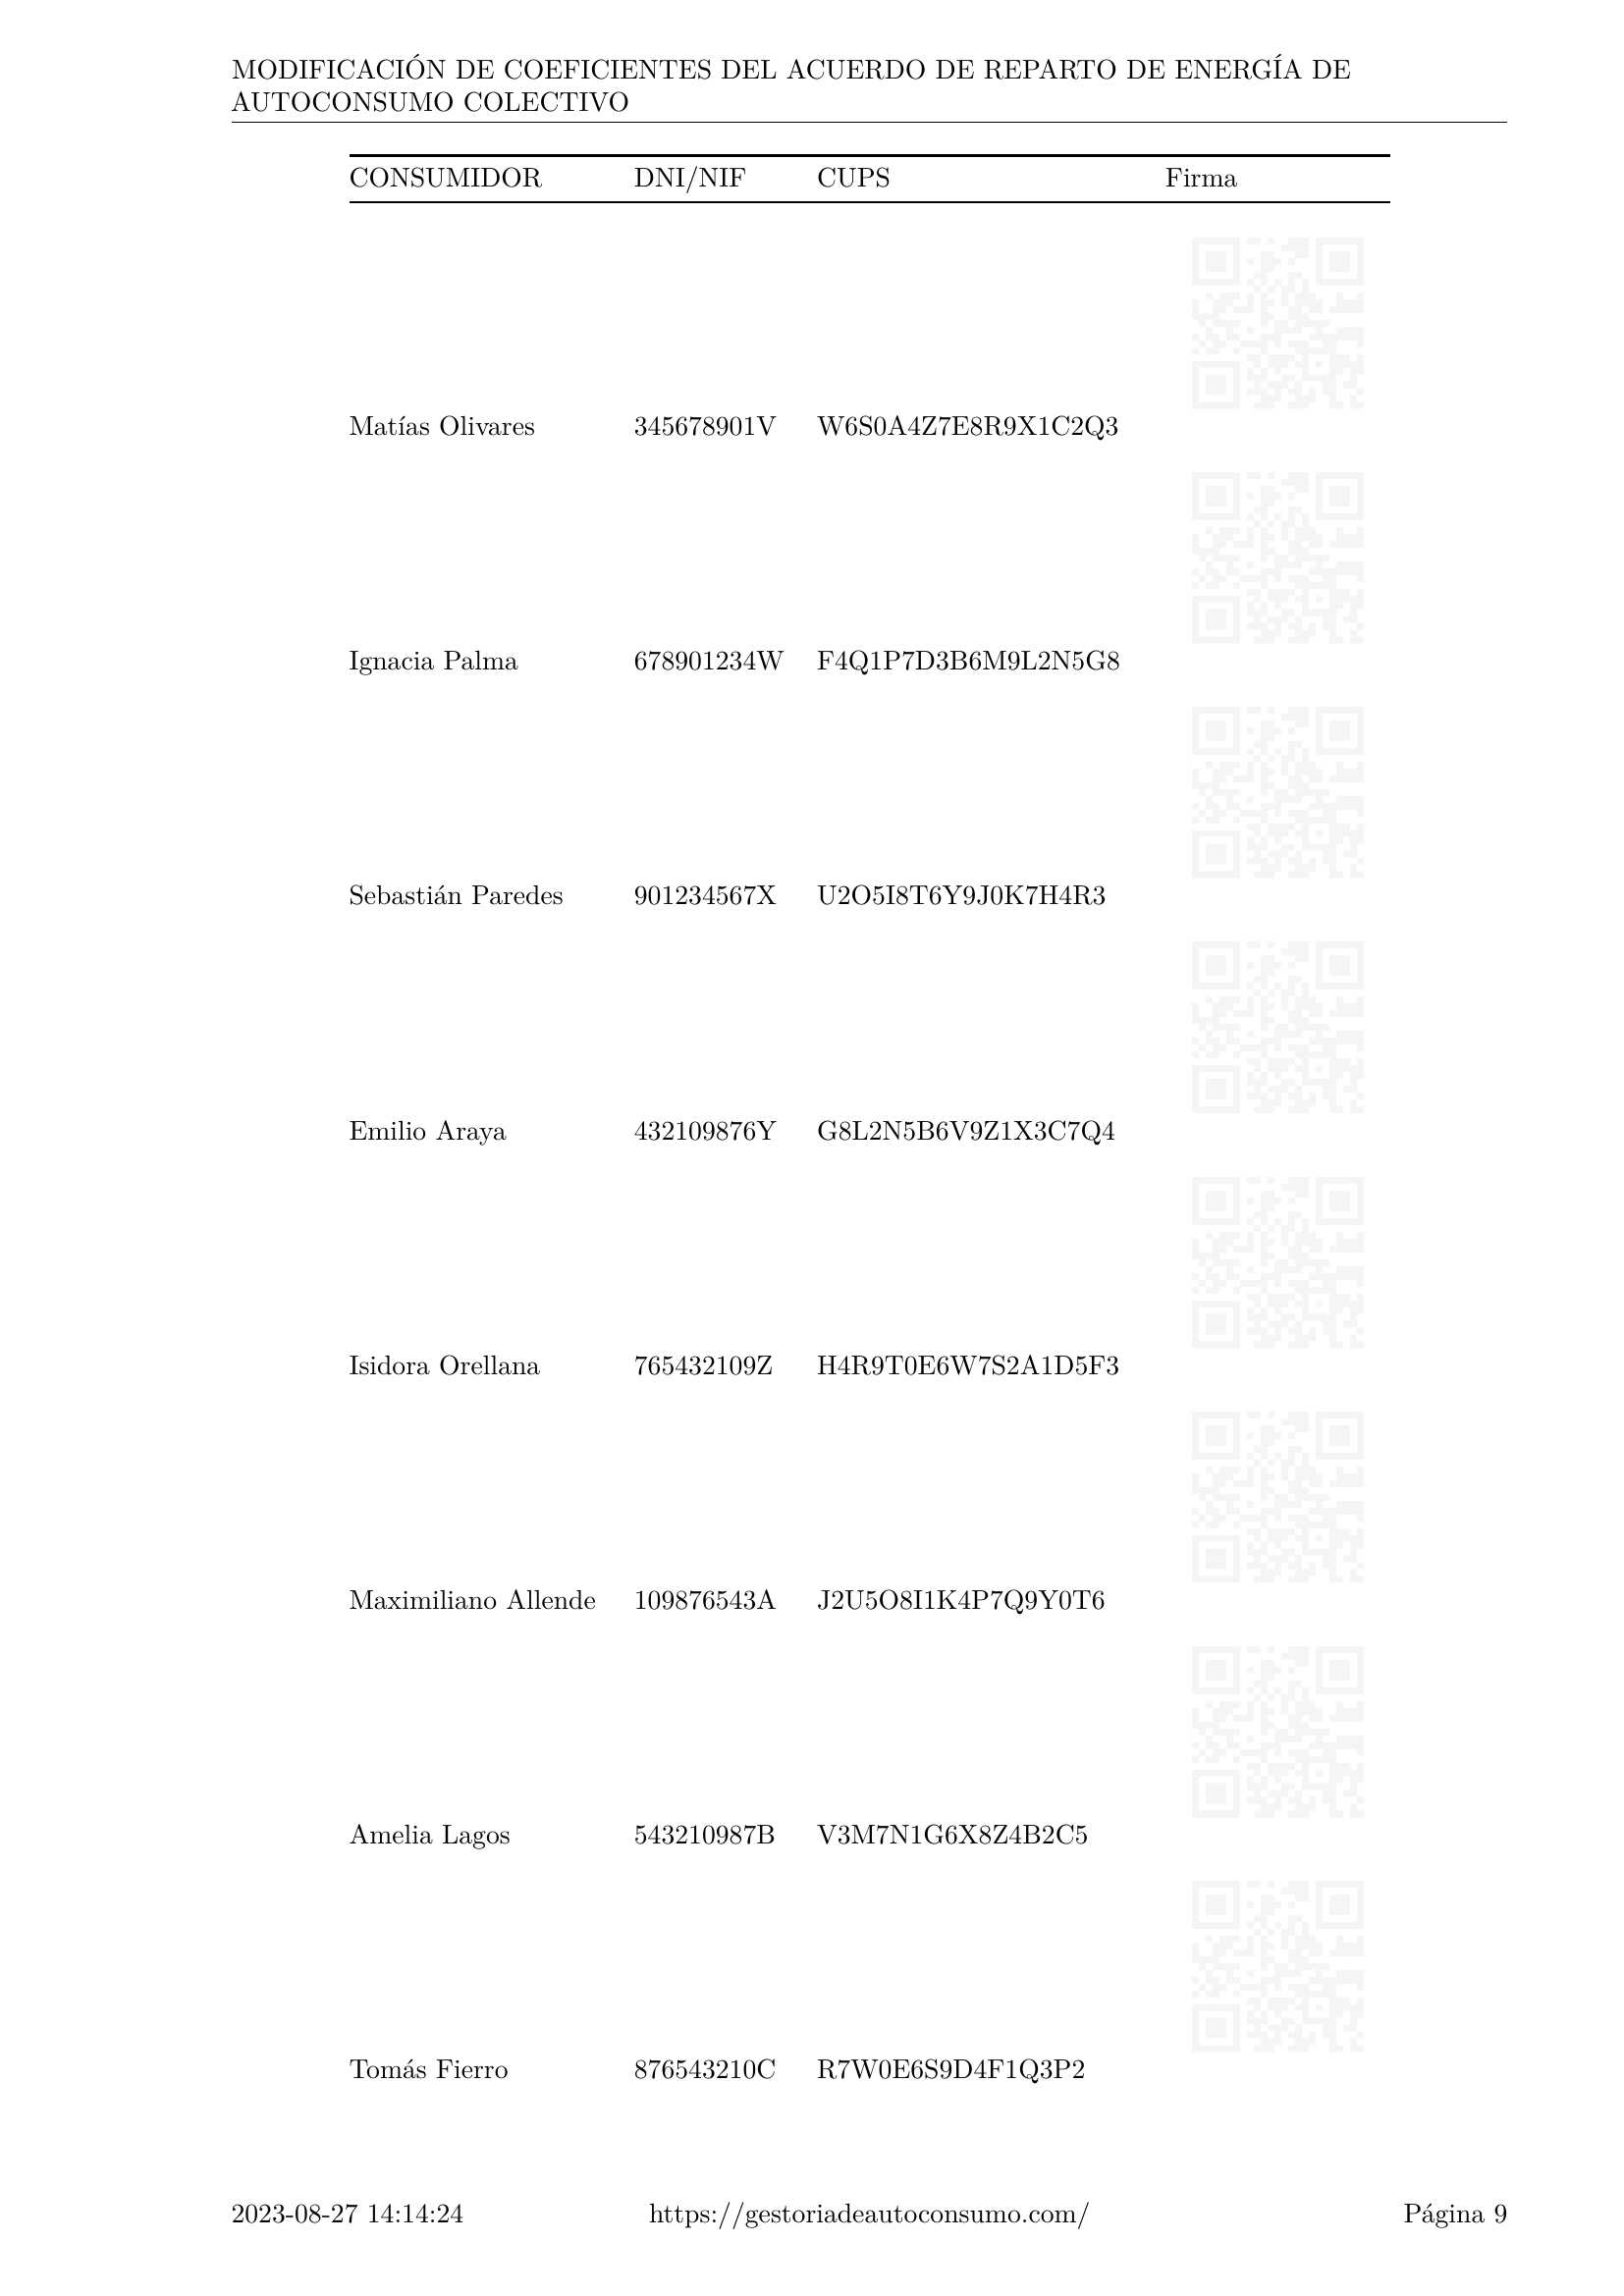 MODIFICACIÓN DE COEFICIENTES DEL ACUERDO DE REPARTO DE ENERGÍA DE
AUTOCONSUMO COLECTIVO
CONSUMIDOR DNI/NIF CUPS Firma
Matías Olivares 345678901V W6S0A4Z7E8R9X1C2Q3
Ignacia Palma 678901234W F4Q1P7D3B6M9L2N5G8
Sebastián Paredes 901234567X U2O5I8T6Y9J0K7H4R3
Emilio Araya 432109876Y G8L2N5B6V9Z1X3C7Q4
Isidora Orellana 765432109Z H4R9T0E6W7S2A1D5F3
Maximiliano Allende 109876543A J2U5O8I1K4P7Q9Y0T6
Amelia Lagos 543210987B V3M7N1G6X8Z4B2C5
Tomás Fierro 876543210C R7W0E6S9D4F1Q3P2
2023-08-27 14:14:24 https://gestoriadeautoconsumo.com/ Página 9